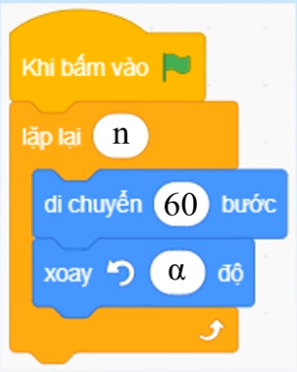 Khi bấm vào
lặp lại n
di chuyển 60 bước
xoay α độ